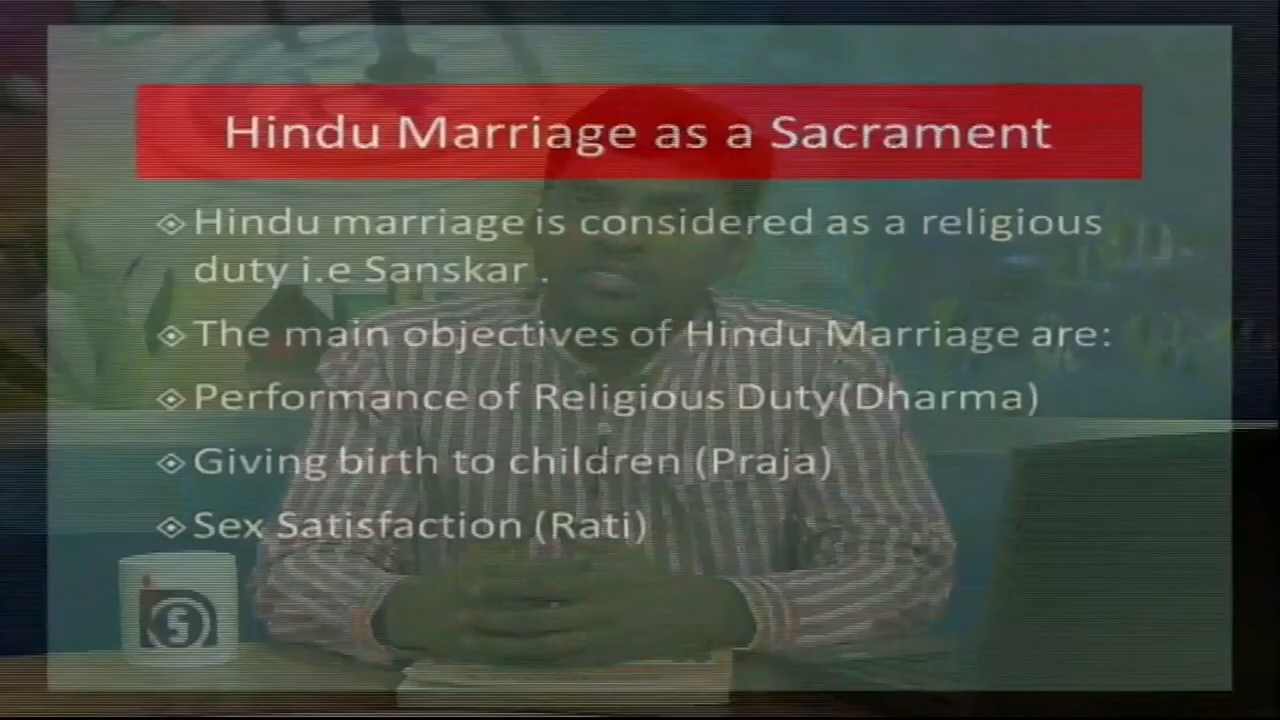 Hindu Marriage as a Sacrament
Hindu marriage is considered as a religious
duty i.e Sanskar .
The main objectives of Hindu Marriage are:
Performance of Religious Duty(Dharma)
Giving birth to children (Praja)
Sex Satisfaction (Rati)